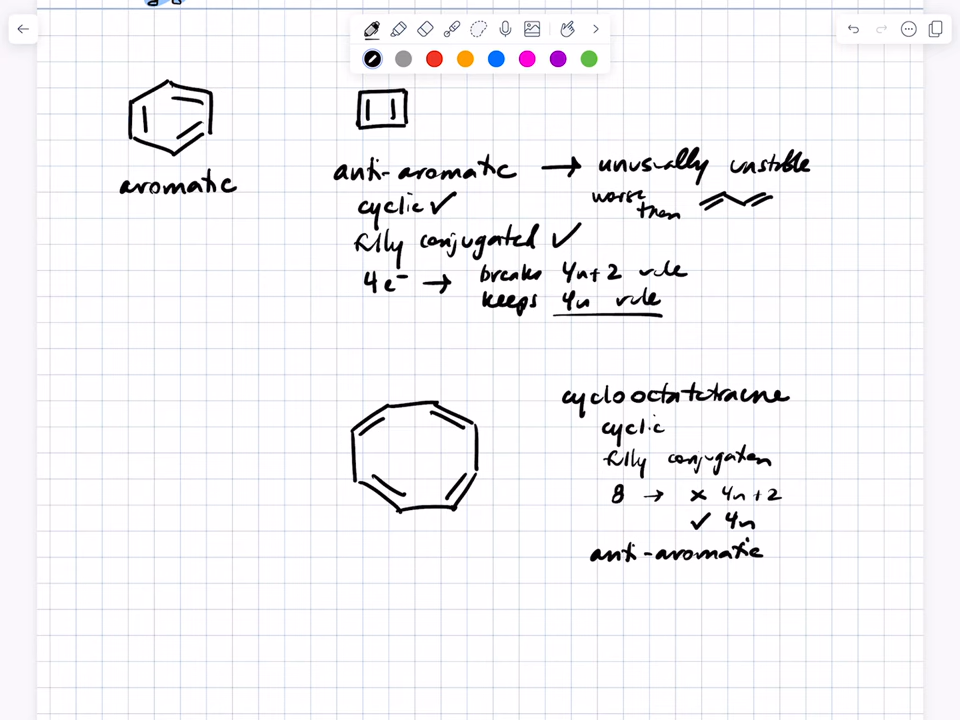 aromatic
anti-aromatic → unusually unstable
worse then
cyclic ✓
fully conjugated ✓
4e⁻ → breaks 4n+2 rule
keeps 4n rule
cyclooctatetraene
cyclic
fully conjugation
8 → × 4n+2
✓ 4n
anti-aromatic